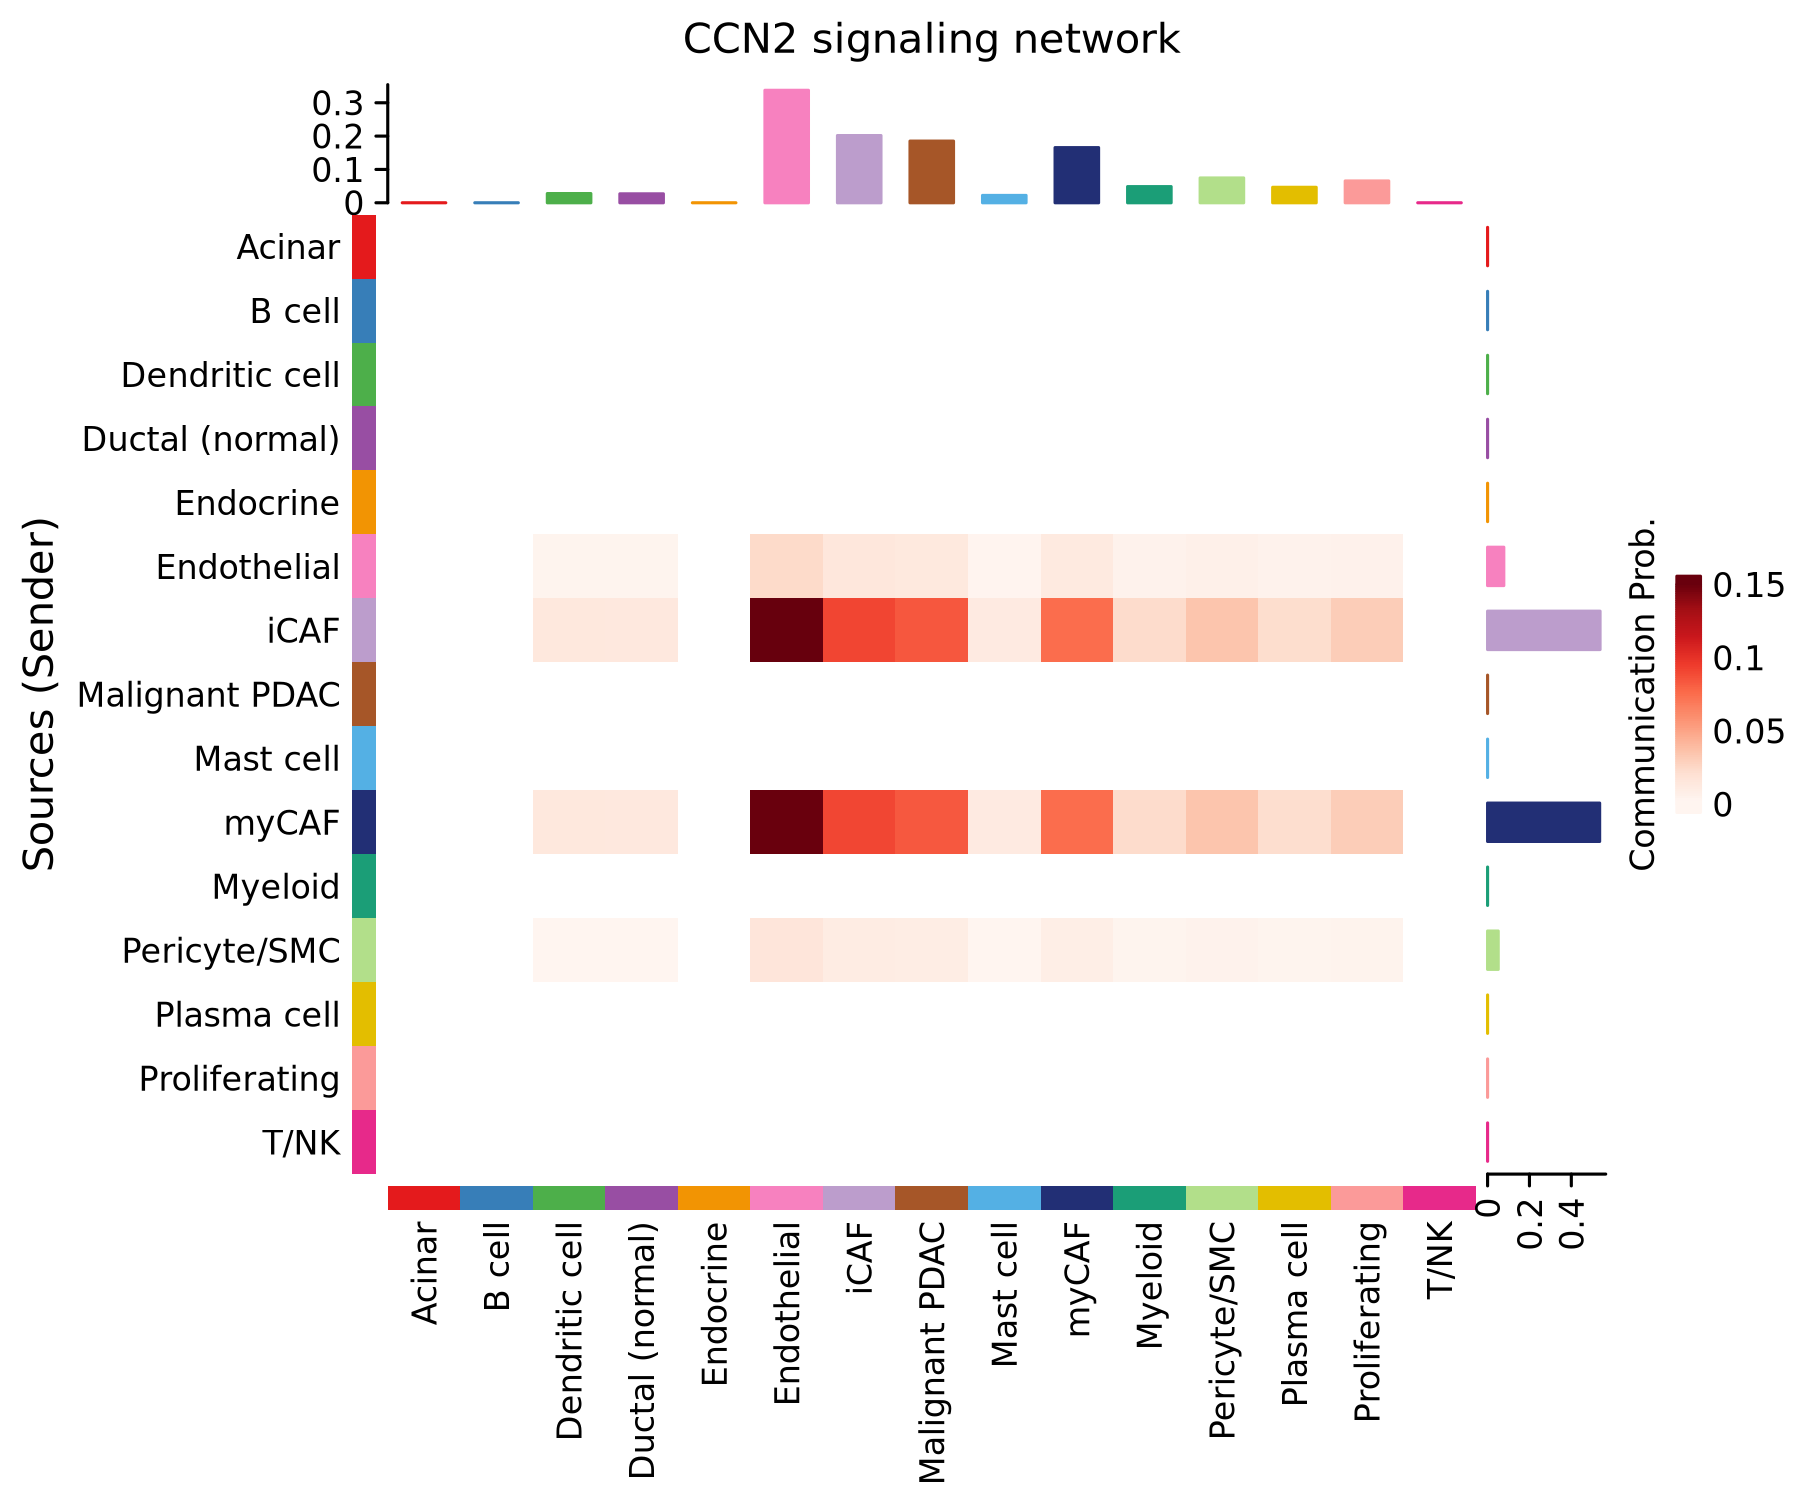 CCN2 signaling network
0.3
0.2
0.1
0
Acinar
B cell
Dendritic cell
Ductal (normal)
Endocrine
Endothelial
iCAF
Malignant PDAC
Mast cell
myCAF
Myeloid
Pericyte/SMC
Plasma cell
Proliferating
T/NK
Sources (Sender)
Acinar
B cell
Dendritic cell
Ductal (normal)
Endocrine
Endothelial
iCAF
Malignant PDAC
Mast cell
myCAF
Myeloid
Pericyte/SMC
Plasma cell
Proliferating
T/NK
0
0.2
0.4
Communication Prob.
0.15
0.1
0.05
0